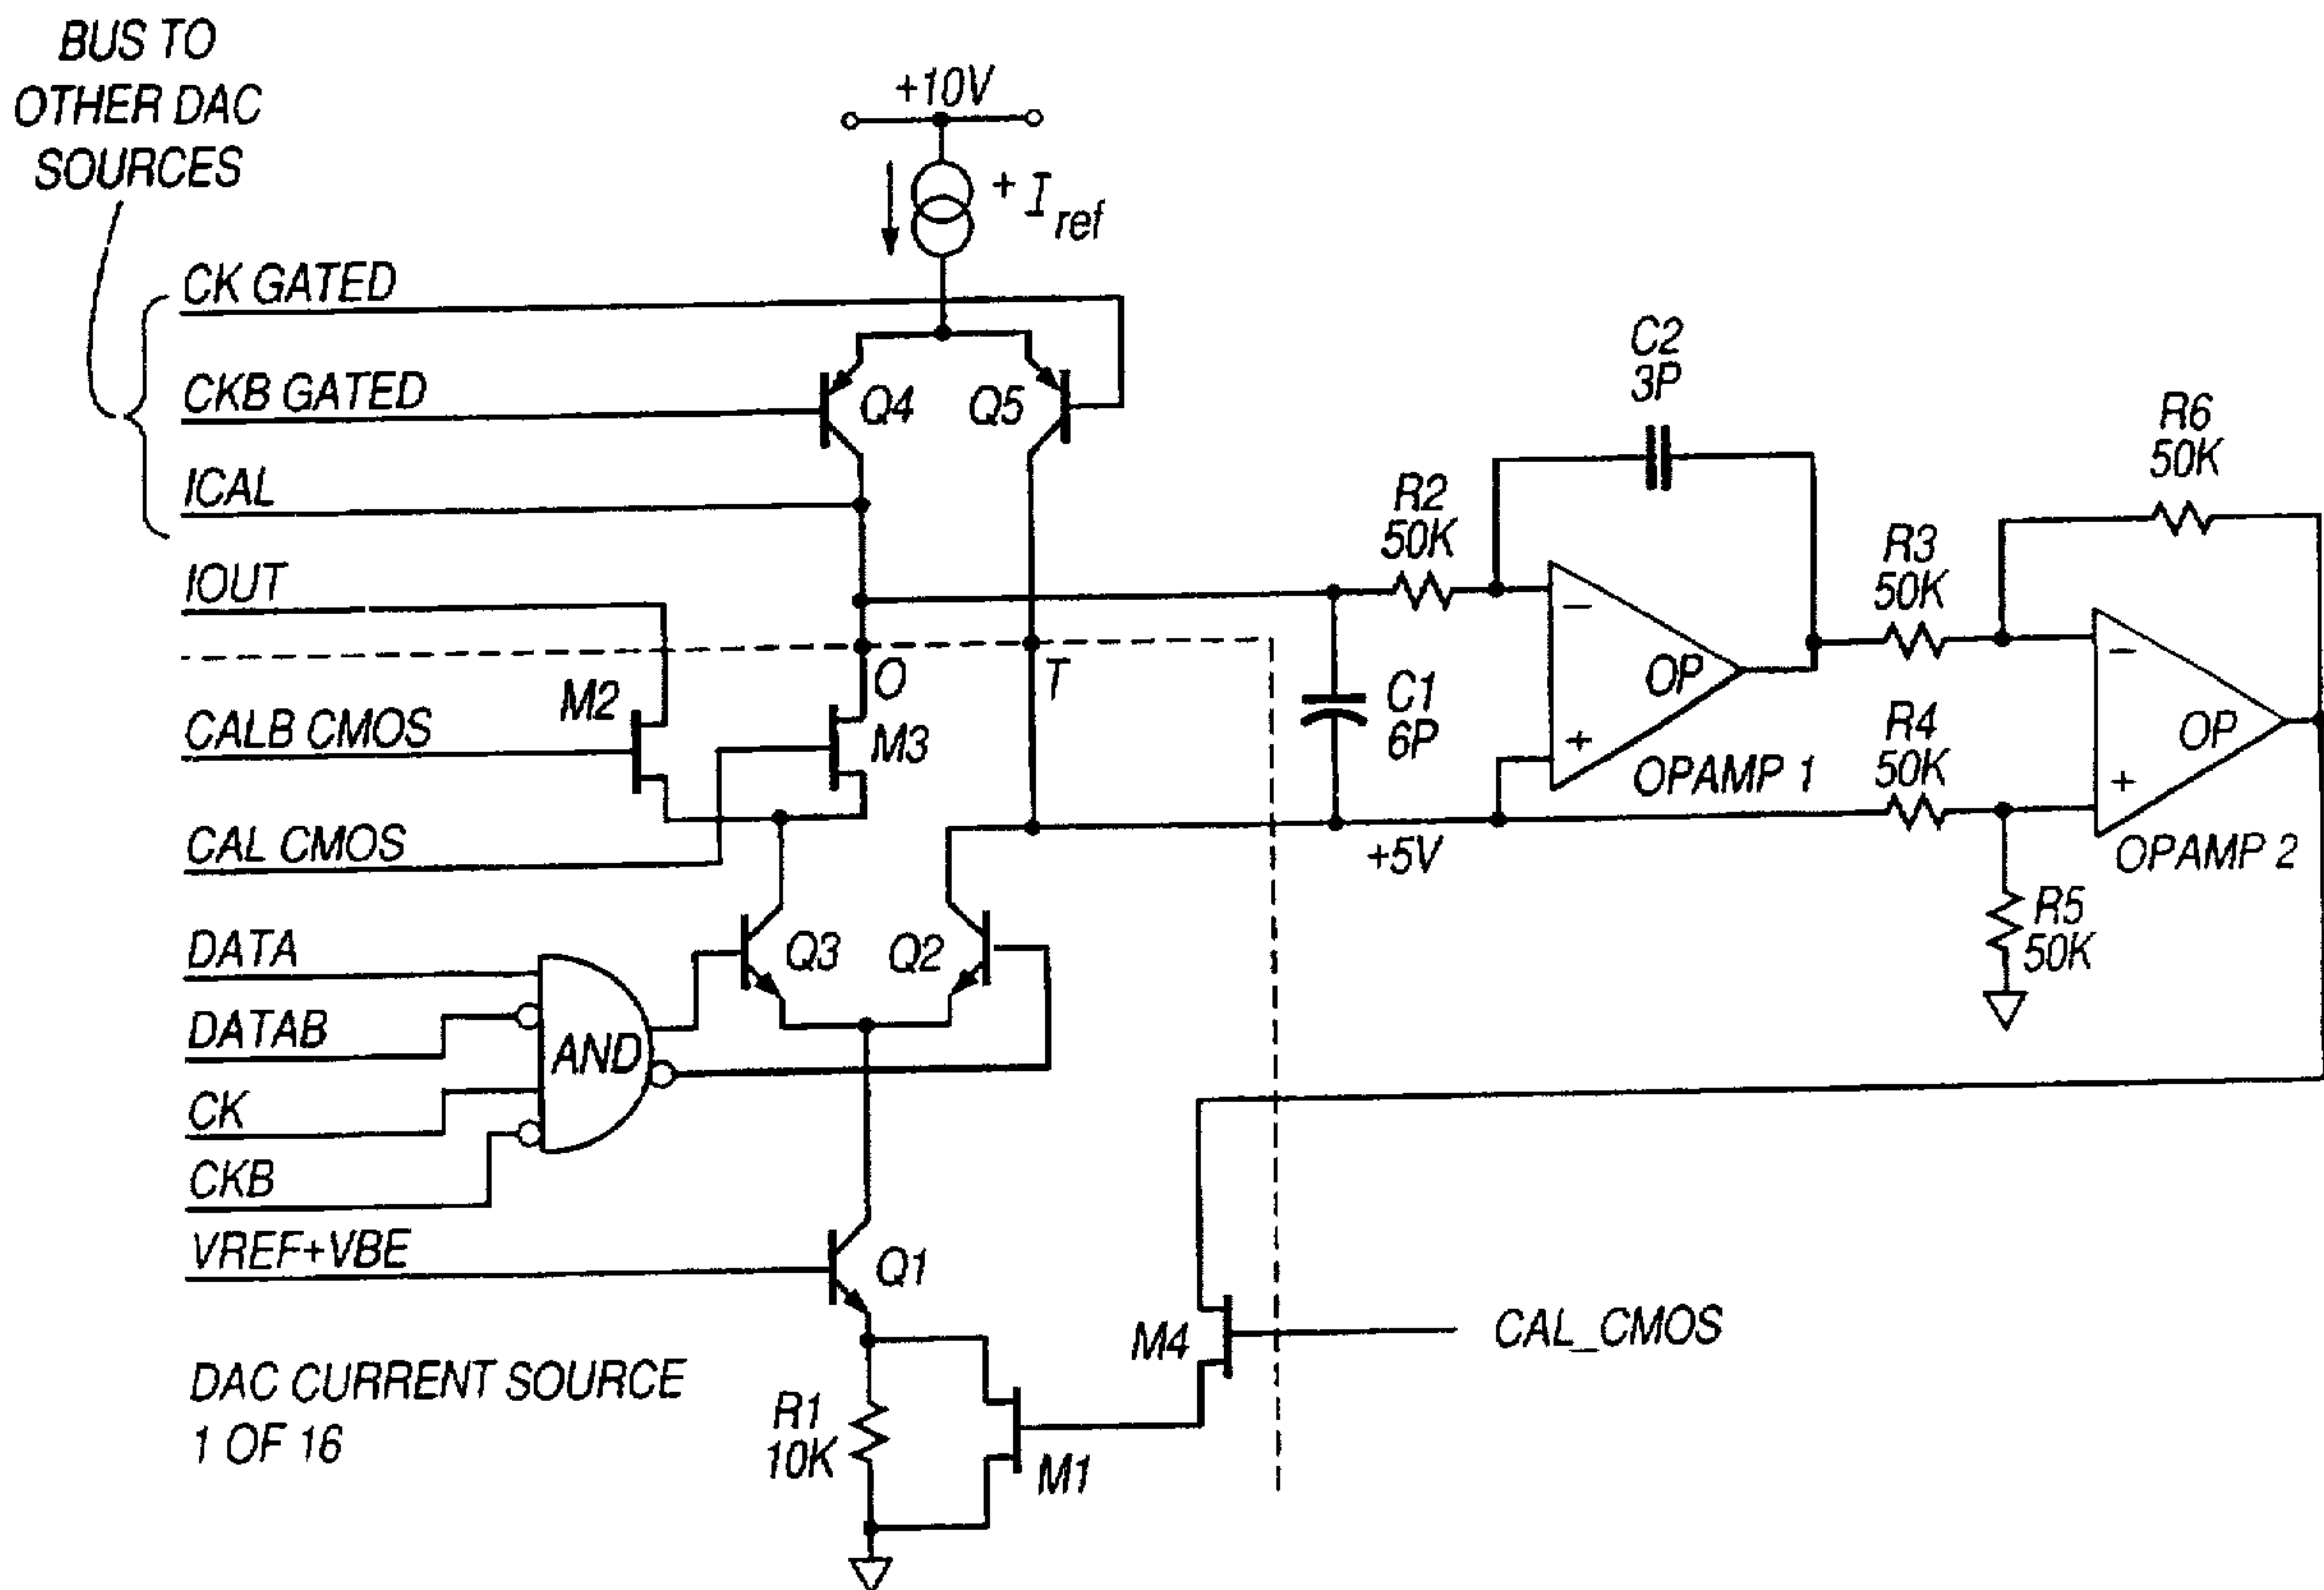 BUS TO
OTHER DAC
SOURCES
+10V
+ I ref
CK GATED
CKB GATED
Q4
Q5
ICAL
IOUT
C2
3P
R6
50K
R2
50K
R3
50K
O
T
M2
CALB CMOS
M3
C1
6P
−
OP
+
OPAMP 1
R4
50K
−
OP
+
OPAMP 2
+5V
CAL CMOS
R5
50K
DATA
Q3
Q2
DATAB
AND
CK
CKB
VREF+VBE
Q1
M4
CAL_CMOS
DAC CURRENT SOURCE
1 OF 16
R1
10K
M1